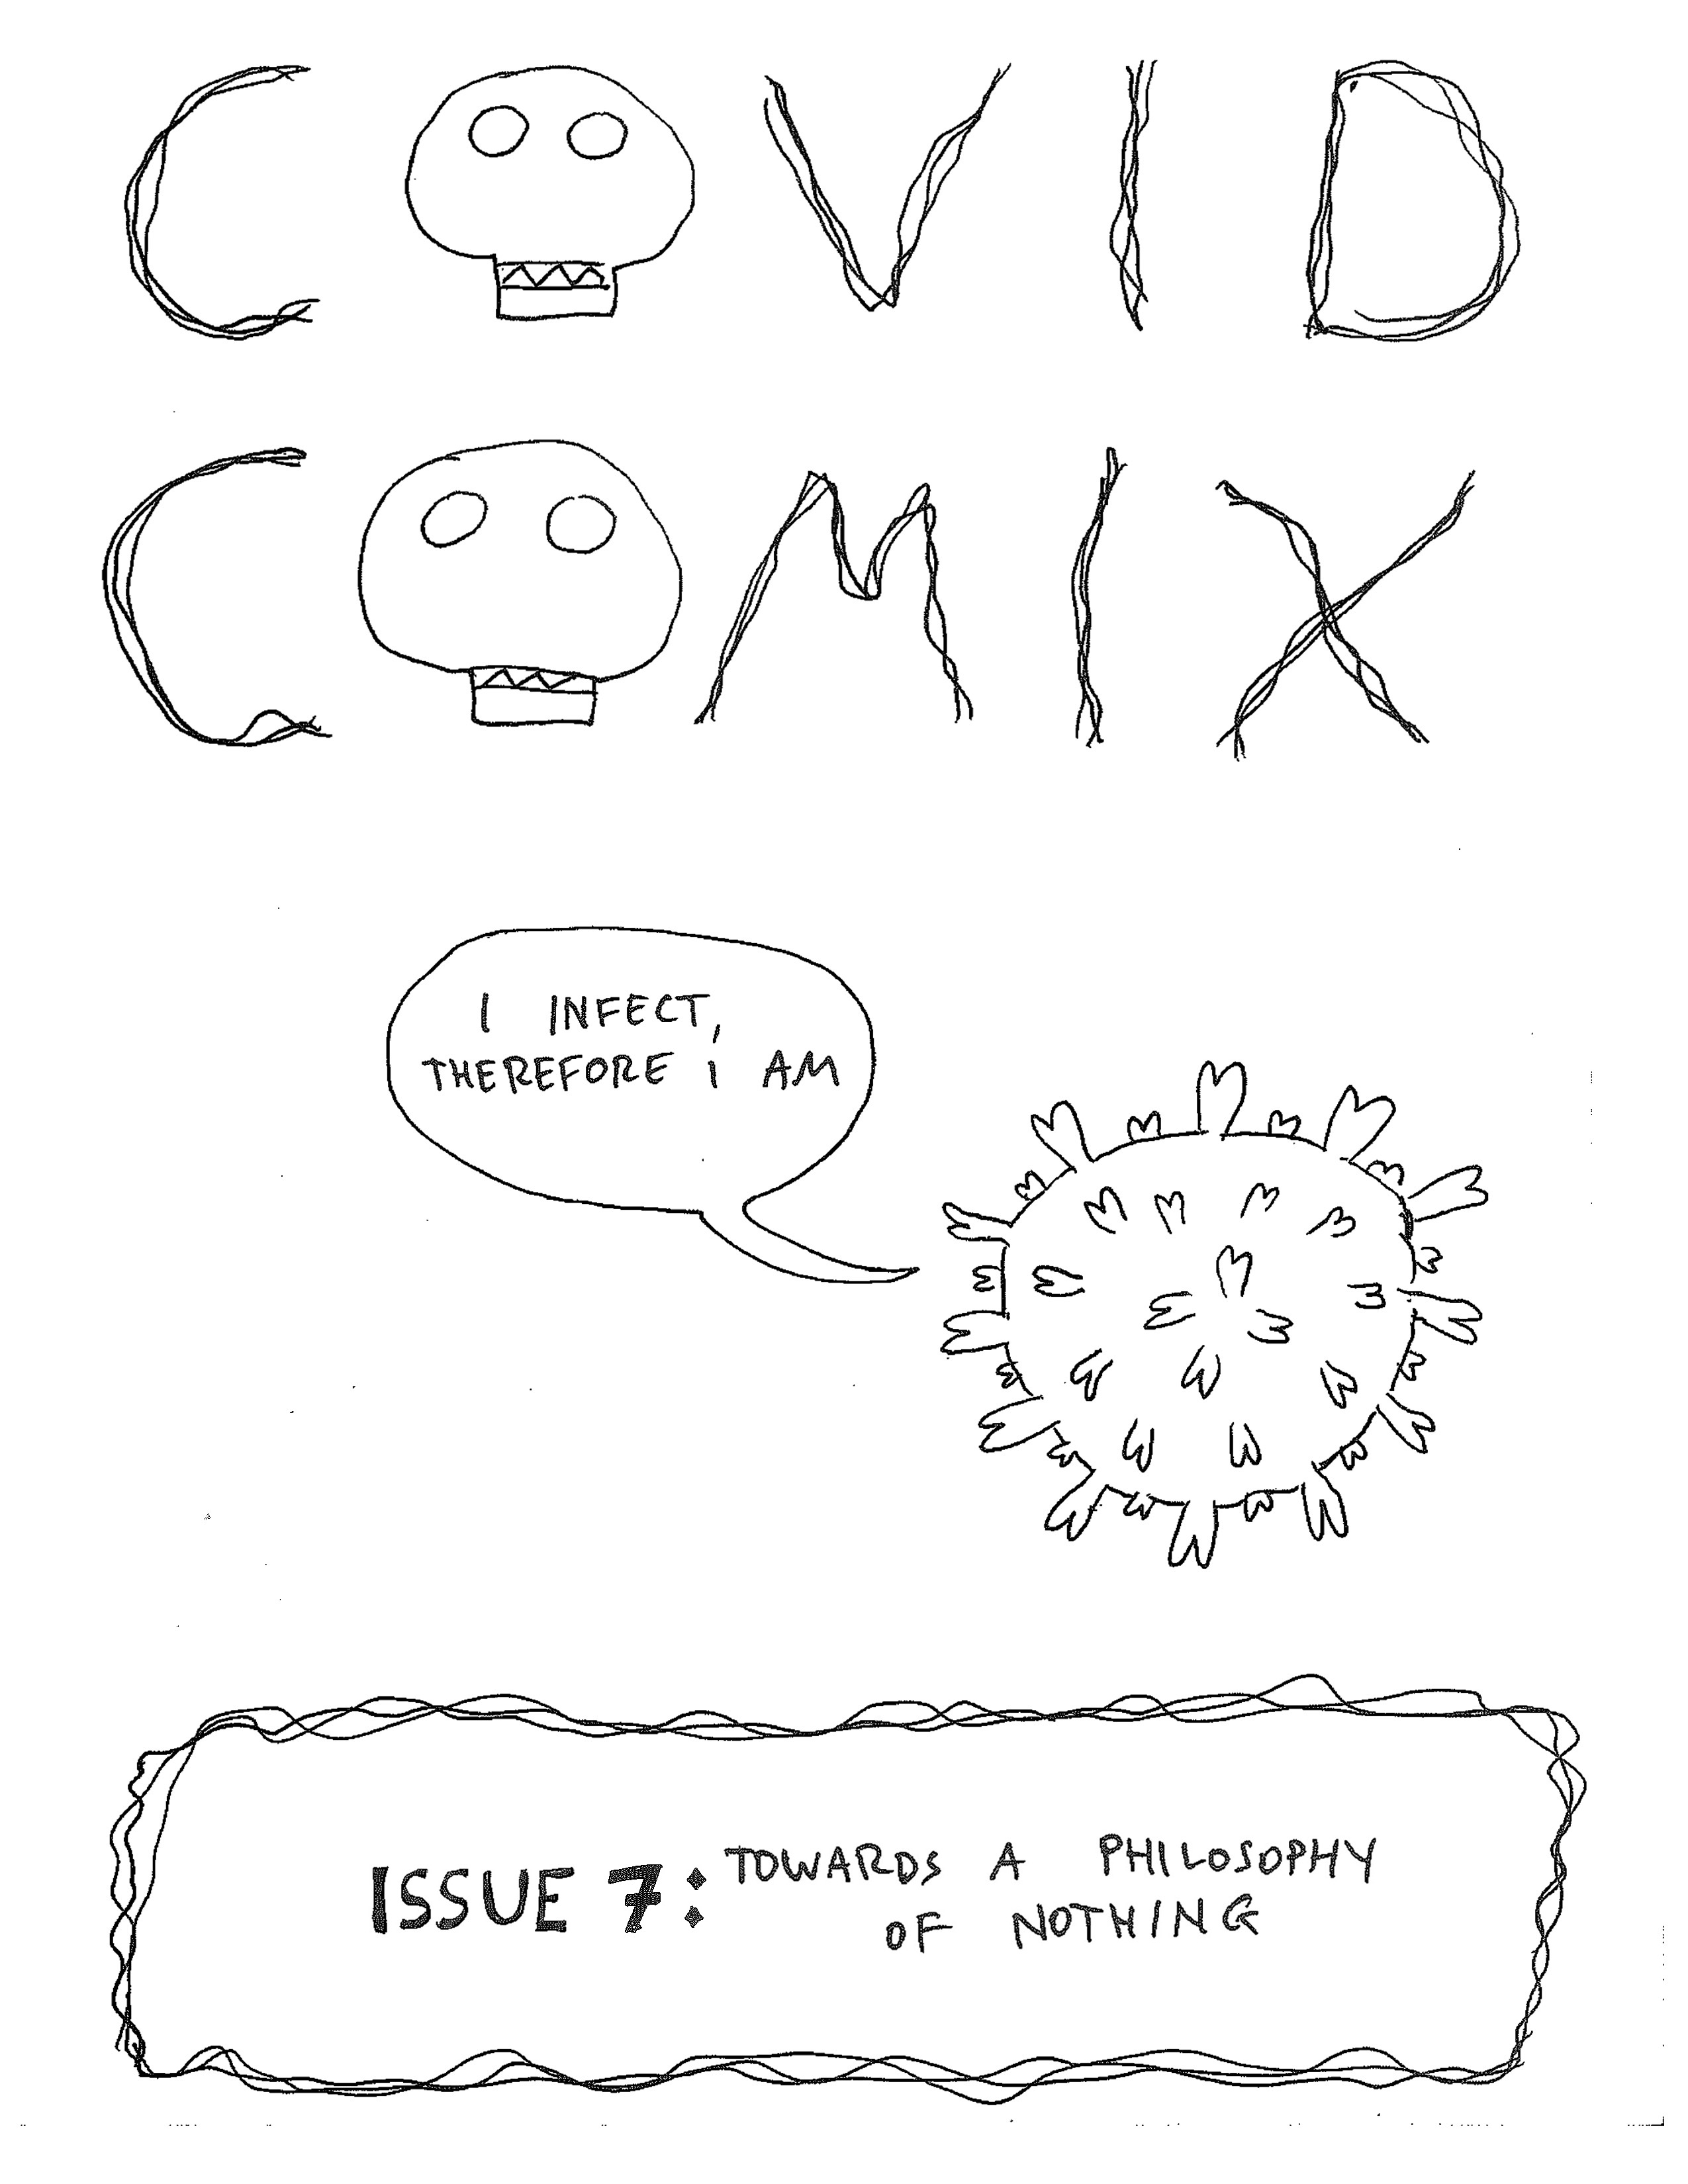 COVID
COMIX
I INFECT,
THEREFORE i AM
ISSUE 7: TOWARDS A PHILOSOPHY
OF NOTHING